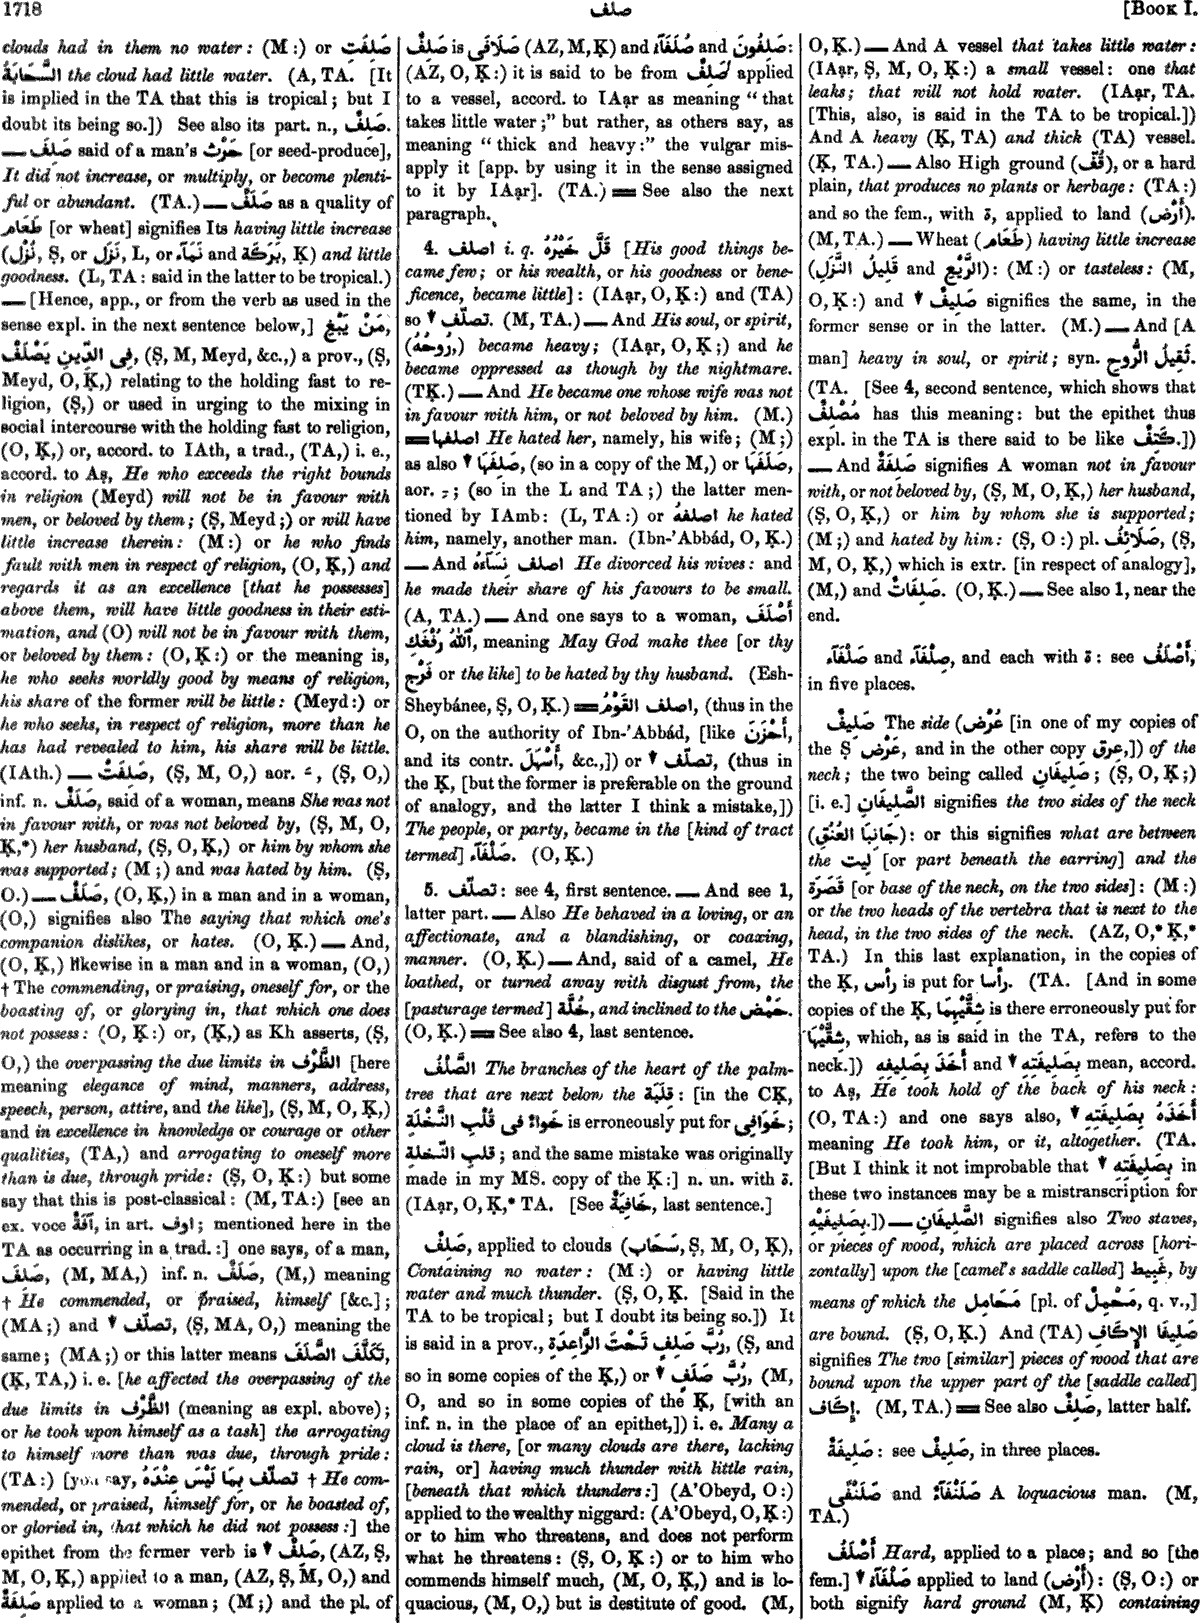 1718
صلف
[BOOK I.
clouds had in them no water: (M:) or صَلِفَتِ
السَّحَابَةُ the cloud had little water. (A, TA. [It
is implied in the TA that this is tropical; but I
doubt its being so.]) See also its part. n., صَلِفٌ.
— صَلِفَ said of a man's حَرْث [or seed-produce],
It did not increase, or multiply, or become plenti-
ful or abundant. (TA.) — صَلَفٌ as a quality of
طَعَام [or wheat] signifies Its having little increase
(نُزْل, Ṣ, or نَزَل, L, or نَمَآء and بَرَكَة, Ḳ) and little
goodness. (L, TA: said in the latter to be tropical.)
— [Hence, app., or from the verb as used in the
sense expl. in the next sentence below,] مَنْ يَبْغِ
فِى الدِّينِ يَصْلَفْ, (Ṣ, M, Meyd, &c.,) a prov., (Ṣ,
Meyd, O, Ḳ,) relating to the holding fast to re-
ligion, (Ṣ,) or used in urging to the mixing in
social intercourse with the holding fast to religion,
(O, Ḳ,) or, accord. to IAth, a trad., (TA,) i. e.,
accord. to Aṣ, He who exceeds the right bounds
in religion (Meyd) will not be in favour with
men, or beloved by them; (Ṣ, Meyd;) or will have
little increase therein: (M:) or he who finds
fault with men in respect of religion, (O, Ḳ,) and
regards it as an excellence [that he possesses]
above them, will have little goodness in their esti-
mation, and (O) will not be in favour with them,
or beloved by them: (O, Ḳ:) or the meaning is,
he who seeks worldly good by means of religion,
his share of the former will be little: (Meyd:) or
he who seeks, in respect of religion, more than he
has had revealed to him, his share will be little.
(IAth.) — صَلِفَتْ, (Ṣ, M, O,) aor. ـَ, (Ṣ, O,)
inf. n. صَلَفٌ, said of a woman, means She was not
in favour with, or was not beloved by, (Ṣ, M, O,
Ḳ,*) her husband, (Ṣ, O, Ḳ,) or him by whom she
was supported; (M;) and was hated by him. (Ṣ,
O.) — صَلَفٌ, (O, Ḳ,) in a man and in a woman,
(O,) signifies also The saying that which one's
companion dislikes, or hates. (O, Ḳ.) — And,
(O, Ḳ,) likewise in a man and in a woman, (O,)
† The commending, or praising, oneself for, or the
boasting of, or glorying in, that which one does
not possess: (O, Ḳ:) or, (Ḳ,) as Kh asserts, (Ṣ,
O,) the overpassing the due limits in الظَّرْف [here
meaning elegance of mind, manners, address,
speech, person, attire, and the like], (Ṣ, M, O, Ḳ,)
and in excellence in knowledge or courage or other
qualities, (TA,) and arrogating to oneself more
than is due, through pride: (Ṣ, O, Ḳ:) but some
say that this is post-classical: (M, TA:) [see an
ex. voce آفَةٌ, in art. اوف; mentioned here in the
TA as occurring in a trad.:] one says, of a man,
صَلِفَ, (M, MA,) inf. n. صَلَفٌ, (M,) meaning
† He commended, or praised, himself [&c.];
(MA;) and ▼ تصلّف, (Ṣ, MA, O,) meaning the
same; (MA;) or this latter means تَكَلَّفَ الصَّلَفَ,
(Ḳ, TA,) i. e. [he affected the overpassing of the
due limits in الظَّرْف (meaning as expl. above);
or he took upon himself as a task] the arrogating
to himself more than was due, through pride:
(TA:) [you say, تصلّف بِمَا لَيْسَ عِنْدَهُ † He com-
mended, or praised, himself for, or he boasted of,
or gloried in, that which he did not possess:] the
epithet from the former verb is ▼ صَلِفٌ, (AZ, Ṣ,
M, O, Ḳ,) applied to a man, (AZ, Ṣ, M, O,) and
صَلِفَةٌ applied to a woman; (M;) and the pl. of
صَلِفٌ is صَلَافَى (AZ, M, Ḳ) and صُلَفَآءُ and صَلِفُونَ:
(AZ, O, Ḳ:) it is said to be from صَلِفٌ applied
to a vessel, accord. to IAạr as meaning “that
takes little water;” but rather, as others say, as
meaning “thick and heavy:” the vulgar mis-
apply it [app. by using it in the sense assigned
to it by IAạr]. (TA.) = See also the next
paragraph.
4. اصلف i. q. قَلَّ خَيْرُهُ [His good things be-
came few; or his wealth, or his goodness or bene-
ficence, became little]: (IAạr, O, Ḳ:) and (TA)
so ▼ تصلّف. (M, TA.) — And His soul, or spirit,
(رُوحُهُ,) became heavy; (IAạr, O, Ḳ;) and he
became oppressed as though by the nightmare.
(TḲ.) — And He became one whose wife was not
in favour with him, or not beloved by him. (M.)
= اصلفها He hated her, namely, his wife; (M;)
as also ▼ صَلِفَهَا, (so in a copy of the M,) or صَلَفَهَا,
aor. ـِ; (so in the L and TA;) the latter men-
tioned by IAmb: (L, TA:) or اصلفهُ he hated
him, namely, another man. (Ibn-'Abbád, O, Ḳ.)
— And اصلف نِسَآءَهُ He divorced his wives: and
he made their share of his favours to be small.
(A, TA.) — And one says to a woman, أَصْلَفَ
ٱللّٰهُ رُفْغَكِ, meaning May God make thee [or thy
فَرْج or the like] to be hated by thy husband. (Esh-
Sheybánee, Ṣ, O, Ḳ.) = اصلف القَوْمُ, (thus in the
O, on the authority of Ibn-'Abbád, [like أَحْزَنَ,
and its contr. أَسْهَلَ, &c.,]) or ▼ تصلّف, (thus in
the Ḳ, [but the former is preferable on the ground
of analogy, and the latter I think a mistake,])
The people, or party, became in the [kind of tract
termed] صَلْفَآء. (O, Ḳ.)
5. تصلّف: see 4, first sentence. — And see 1,
latter part. — Also He behaved in a loving, or an
affectionate, and a blandishing, or coaxing,
manner. (O, Ḳ.) — And, said of a camel, He
loathed, or turned away with disgust from, the
[pasturage termed] خُلَّة, and inclined to the حَمْض.
(O, Ḳ.) = See also 4, last sentence.
الصَّلْفُ The branches of the heart of the palm-
tree that are next below the قِلَبَة: [in the CḲ,
خَوَاءٌ فِى قُلْبِ النَّخْلَةِ is erroneously put for خَوَافِى
قلب النّخلة; and the same mistake was originally
made in my MS. copy of the Ḳ:] n. un. with ة.
(IAạr, O, Ḳ,* TA. [See خَافِيَةٌ, last sentence.]
صَلِفٌ, applied to clouds (سَحَاب, Ṣ, M, O, Ḳ),
Containing no water: (M:) or having little
water and much thunder. (Ṣ, O, Ḳ. [Said in the
TA to be tropical; but I doubt its being so.]) It
is said in a prov., رُبَّ صَلِفٍ تَحْتَ الرَّاعِدَةِ, (Ṣ, and
so in some copies of the Ḳ,) or ▼ رُبَّ صَلَفٍ, (M,
O, and so in some copies of the Ḳ, [with an
inf. n. in the place of an epithet,]) i. e. Many a
cloud is there, [or many clouds are there, lacking
rain, or] having much thunder with little rain,
[beneath that which thunders:] (A'Obeyd, O:)
applied to the wealthy niggard: (A'Obeyd, O, Ḳ:)
or to him who threatens, and does not perform
what he threatens: (Ṣ, O, Ḳ:) or to him who
commends himself much, (M, O, Ḳ,) and is lo-
quacious, (M, O,) but is destitute of good. (M,
O, Ḳ.) — And A vessel that takes little water:
(IAạr, Ṣ, M, O, Ḳ:) a small vessel: one that
leaks; that will not hold water. (IAạr, TA.
[This, also, is said in the TA to be tropical.])
And A heavy (Ḳ, TA) and thick (TA) vessel.
(Ḳ, TA.) — Also High ground (قُفّ), or a hard
plain, that produces no plants or herbage: (TA:)
and so the fem., with ة, applied to land (أَرْض).
(M, TA.) — Wheat (طَعَام) having little increase
(قَلِيلُ النَّزَلِ and الرَّيْعِ): (M:) or tasteless: (M,
O, Ḳ:) and ▼ صَلِيفٌ signifies the same, in the
former sense or in the latter. (M.) — And [A
man] heavy in soul, or spirit; syn. ثَقِيلُ الرُّوحِ.
(TA. [See 4, second sentence, which shows that
مُصْلِفٌ has this meaning: but the epithet thus
expl. in the TA is there said to be like كَتِفٌ.])
— And صَلِفَةٌ signifies A woman not in favour
with, or not beloved by, (Ṣ, M, O, Ḳ,) her husband,
(Ṣ, O, Ḳ,) or him by whom she is supported;
(M;) and hated by him: (Ṣ, O:) pl. صَلَائِفُ, (Ṣ,
M, O, Ḳ,) which is extr. [in respect of analogy],
(M,) and صَلِفَاتٌ. (O, Ḳ.) — See also 1, near the
end.
صَلْفَآء and صِلْفَآء, and each with ة: see أَصْلَفُ,
in five places.
صَلِيفٌ The side (عُرْض [in one of my copies of
the Ṣ عَرْض, and in the other copy عِرق,]) of the
neck; the two being called صَلِيفَانِ; (Ṣ, O, Ḳ;)
[i. e.] الصَّلِيفَانِ signifies the two sides of the neck
(جَانِبَا العُنُقِ): or this signifies what are between
the لِيت [or part beneath the earring] and the
قَصَرَة [or base of the neck, on the two sides]: (M:)
or the two heads of the vertebra that is next to the
head, in the two sides of the neck. (AZ, O,* Ḳ,*
TA.) In this last explanation, in the copies of
the Ḳ, رأسا is put for رأس. (TA. [And in some
copies of the Ḳ, شِقَّيْهِمَا is there erroneously put for
شِقَّيْهَا, which, as is said in the TA, refers to the
neck.]) أَخَذَ بِصَلِيفِهِ and ▼ بِصَلِيفَتِهِ mean, accord.
to Aṣ, He took hold of the back of his neck:
(O, TA:) and one says also, ▼ أَخَذَهُ بِصَلِيفَتِهِ
meaning He took him, or it, altogether. (TA.
[But I think it not improbable that ▼ بِصَلِيفَتِهِ in
these two instances may be a mistranscription for
بِصَلِيفَيْهِ.]) — الصَّلِيفَانِ signifies also Two staves,
or pieces of wood, which are placed across [hori-
zontally] upon the [camel's saddle called] غَبِيط, by
means of which the مَحَامِل [pl. of مَحْمِلٌ, q. v.,]
are bound. (Ṣ, O, Ḳ.) And (TA) صَلِيفَا الإِكَافِ
signifies The two [similar] pieces of wood that are
bound upon the upper part of the [saddle called]
إِكَاف. (M, TA.) = See also صَلِفٌ, latter half.
صَلِيفَةٌ: see صَلِيفٌ, in three places.
صَلَنْفًى and صَلَنْفَآءٌ A loquacious man. (M,
TA.)
أَصْلَفُ Hard, applied to a place; and so [the
fem.] ▼ صَلْفَآءُ applied to land (أَرْض): (Ṣ, O:) or
both signify hard ground (M, Ḳ) containing